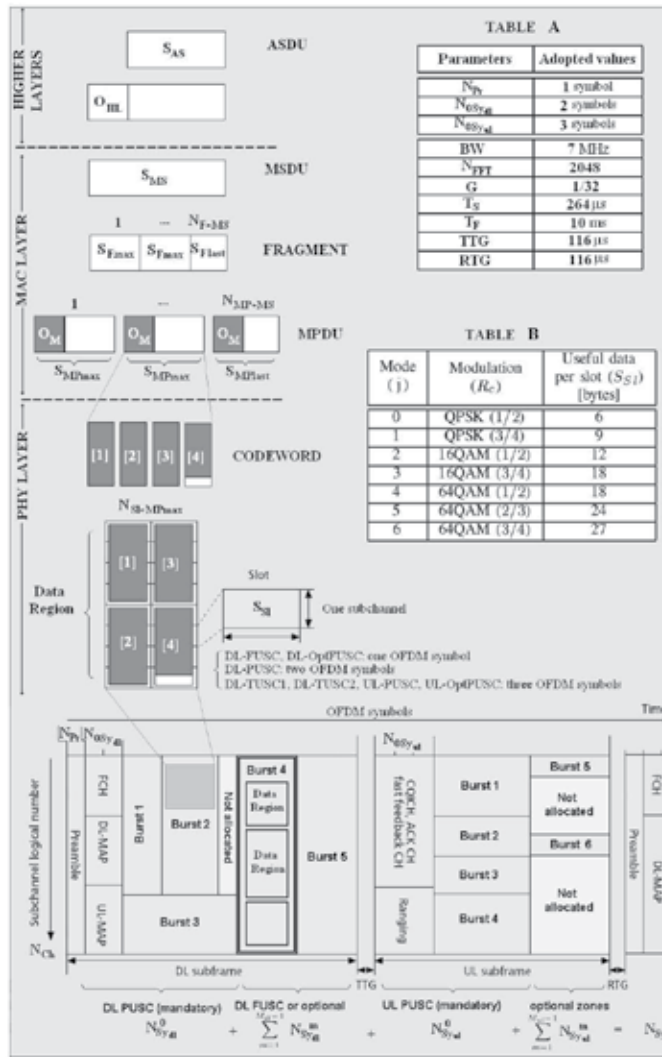 HIGHER LAYERS
S_AS
ASDU
O_HL
MAC LAYER
S_MS
MSDU
1 ... N_F-MS
S_Fmax S_Fmax S_Flast
FRAGMENT
1 ... N_MP-MS
O_M O_M O_M
MPDU
S_MPmax S_MPmax S_MPlast
TABLE A
Parameters Adopted values
N_Pr 1 symbol
N_0Sy_dl 2 symbols
N_0Sy_ul 3 symbols
BW 7 MHz
N_FFT 2048
G 1/32
T_S 264 μs
T_F 10 ms
TTG 116 μs
RTG 116 μs
TABLE B
Mode (j) Modulation (R_c) Useful data per slot (S_Sl) [bytes]
0 QPSK (1/2) 6
1 QPSK (3/4) 9
2 16QAM (1/2) 12
3 16QAM (3/4) 18
4 64QAM (1/2) 18
5 64QAM (2/3) 24
6 64QAM (3/4) 27
PHY LAYER
[1] [2] [3] [4]
CODEWORD
N_Sl-MPmax
Data Region
[1] [3]
[2] [4]
Slot
S_Sl
One subchannel
DL-FUSC, DL-OptFUSC: one OFDM symbol
DL-PUSC: two OFDM symbols
DL-TUSC1, DL-TUSC2, UL-PUSC, UL-OptPUSC: three OFDM symbols
OFDM symbols
Time
N_Pr N_0Sy_dl
N_0Sy_ul
Subchannel logical number
N_Ch
Preamble
FCH
DL-MAP
UL-MAP
Burst 1
Burst 2
Not allocated
Burst 3
Burst 4
Data Region
Data Region
Burst 5
CQICH, ACK CH
fast feedback CH
Ranging
Burst 1
Burst 2
Burst 3
Burst 4
Burst 5
Not allocated
Burst 6
Not allocated
Preamble
FCH
DL-MAP
DL subframe
TTG
UL subframe
RTG
DL PUSC (mandatory)
DL FUSC or optional
UL PUSC (mandatory)
optional zones